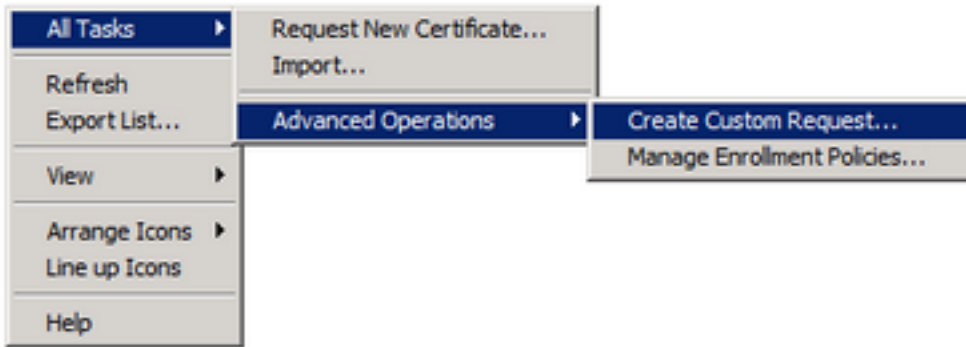 All Tasks
Refresh
Export List...
View
Arrange Icons
Line up Icons
Help
Request New Certificate...
Import...
Advanced Operations
Create Custom Request...
Manage Enrollment Policies...